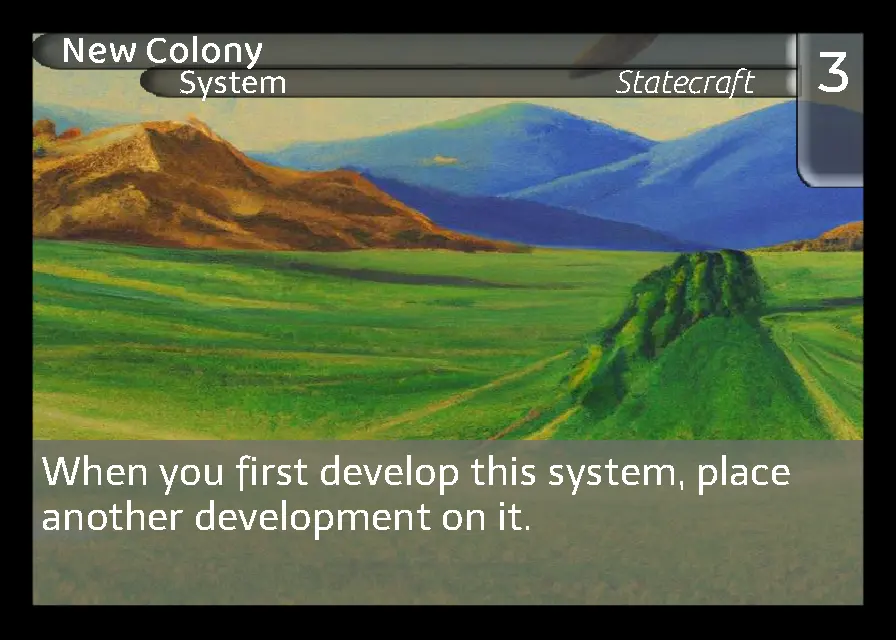 New Colony
System
Statecraft
3
When you first develop this system, place
another development on it.